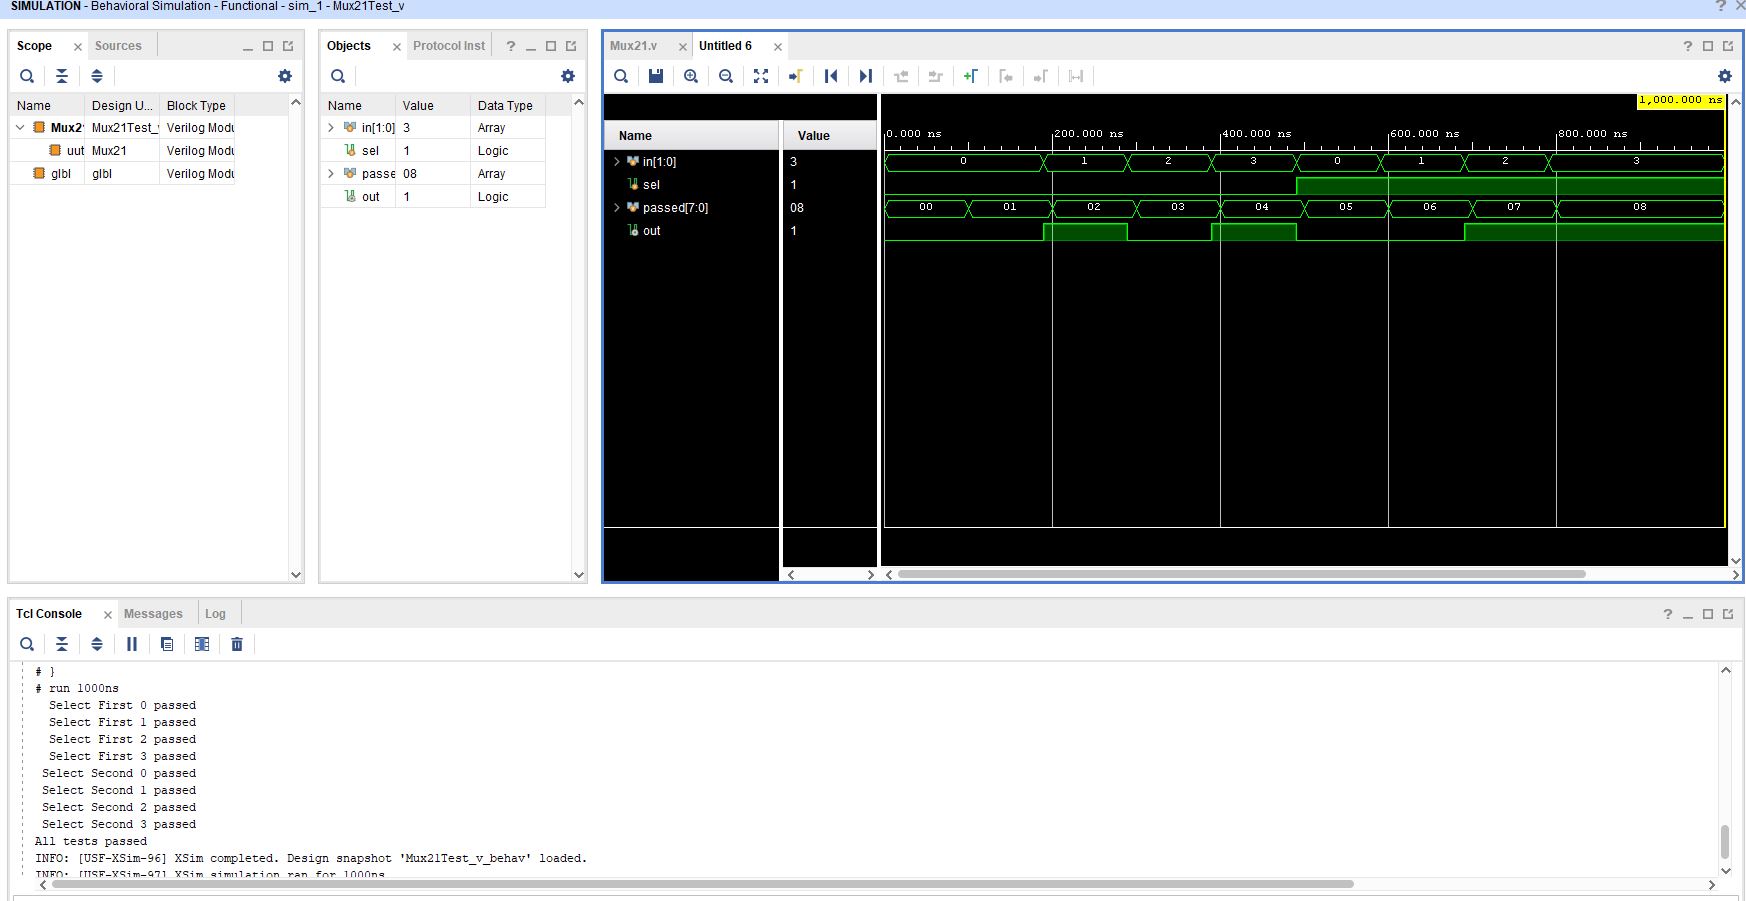 SIMULATION - Behavioral Simulation - Functional - sim_1 - Mux21Test_v
Scope
Sources
Name Design U... Block Type
Mux2 Mux21Test_v Verilog Modu
uut Mux21 Verilog Modu
glbl glbl Verilog Modu
Objects
Protocol Inst
Name Value Data Type
in[1:0] 3 Array
sel 1 Logic
passe 08 Array
out 1 Logic
Mux21.v
Untitled 6
1,000.000 ns
Name Value
0.000 ns 200.000 ns 400.000 ns 600.000 ns 800.000 ns
in[1:0] 3 0 1 2 3 0 1 2 3
sel 1
passed[7:0] 08 00 01 02 03 04 05 06 07 08
out 1
Tcl Console
Messages
Log
# }
# run 1000ns
Select First 0 passed
Select First 1 passed
Select First 2 passed
Select First 3 passed
Select Second 0 passed
Select Second 1 passed
Select Second 2 passed
Select Second 3 passed
All tests passed
INFO: [USF-XSim-96] XSim completed. Design snapshot 'Mux21Test_v_behav' loaded.
INFO: [USF-XSim-97] XSim simulation ran for 1000ns